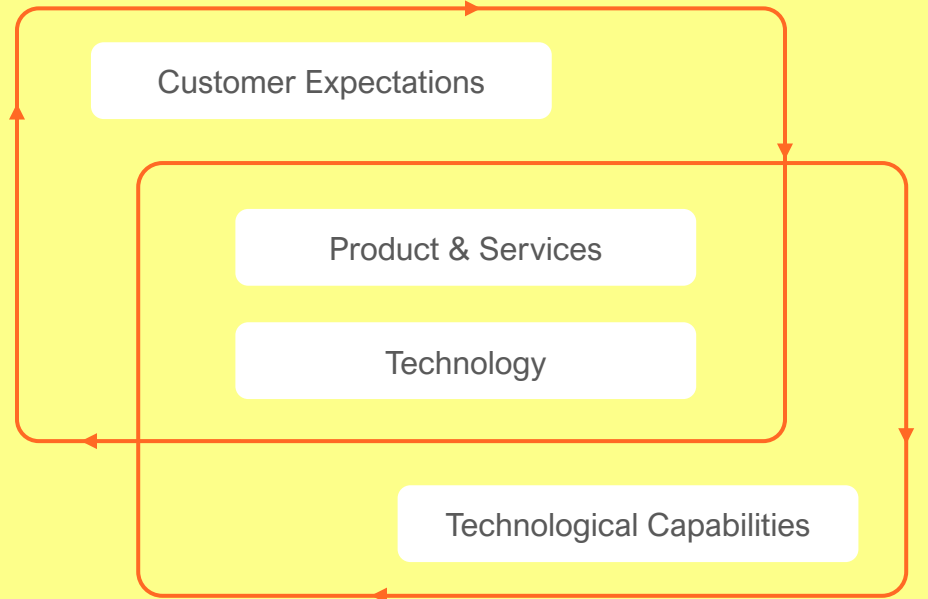 Customer Expectations
Product & Services
Technology
Technological Capabilities